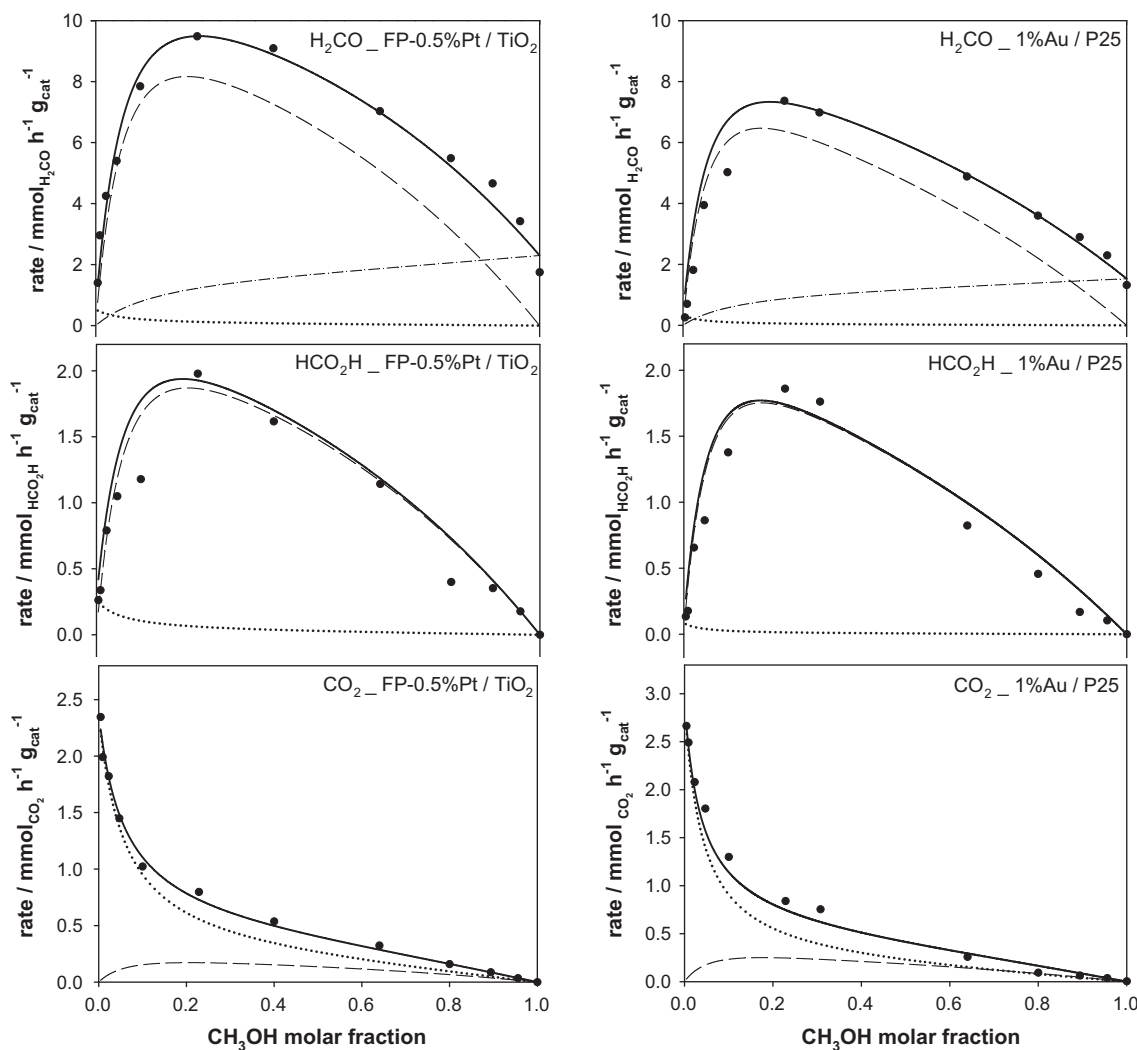 H2CO _ FP-0.5%Pt / TiO2
rate / mmolH2CO h-1 gcat-1
10
8
6
4
2
0
H2CO _ 1%Au / P25
rate / mmolH2CO h-1 gcat-1
10
8
6
4
2
0
HCO2H _ FP-0.5%Pt / TiO2
rate / mmolHCO2H h-1 gcat-1
2.0
1.5
1.0
0.5
0.0
HCO2H _ 1%Au / P25
rate / mmolHCO2H h-1 gcat-1
2.0
1.5
1.0
0.5
0.0
CO2 _ FP-0.5%Pt / TiO2
rate / mmolCO2 h-1 gcat-1
2.5
2.0
1.5
1.0
0.5
0.0
0.0 0.2 0.4 0.6 0.8 1.0
CH3OH molar fraction
CO2 _ 1%Au / P25
rate / mmol CO2 h-1 gcat-1
3.0
2.5
2.0
1.5
1.0
0.5
0.0
0.0 0.2 0.4 0.6 0.8 1.0
CH3OH molar fraction